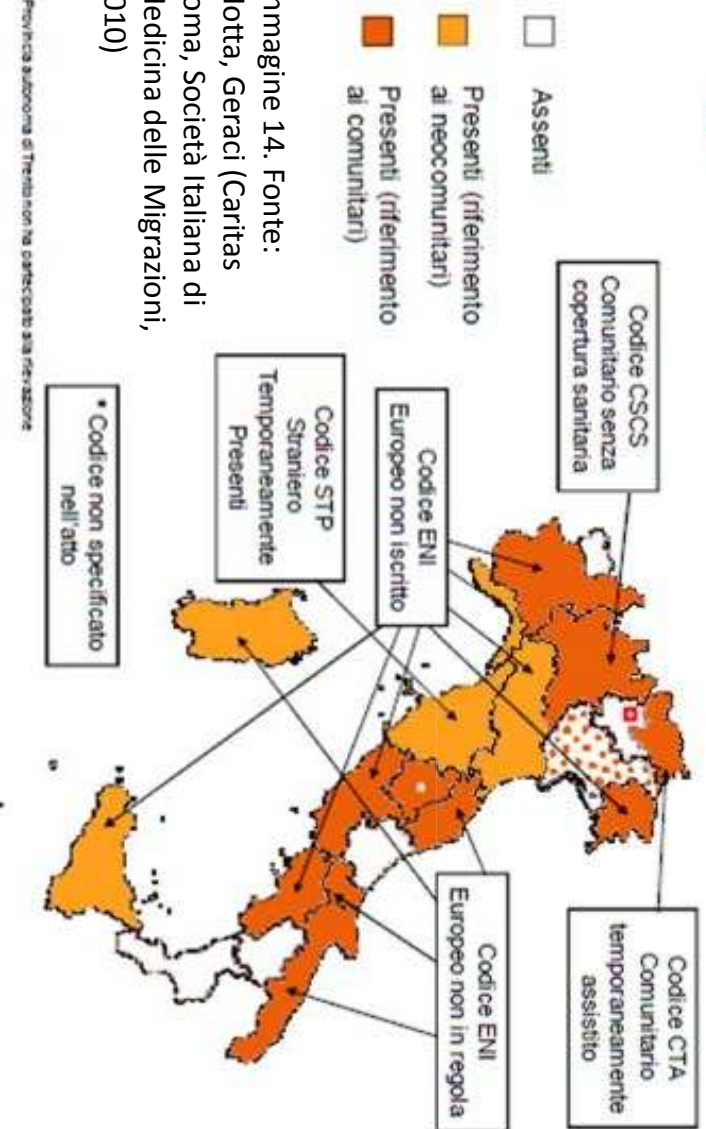 Assenti
Presenti (riferimento
ai neocomunitari)
Presenti (riferimento
ai comunitari)
mmagine 14. Fonte:
lotta, Geraci (Caritas
oma, Società Italiana di
Medicina delle Migrazioni,
010)
Codice CSCS
Comunitario senza
copertura sanitaria
Codice ENI
Europeo non iscritto
Codice STP
Straniero
Temporaneamente
Presenti
* Codice non specificato
nell'atto
Codice CTA
Comunitario
temporaneamente
assistito
Codice ENI
Europeo non in regola
*
Provincia autonoma di Trento non ha partecipato alla rilevazione